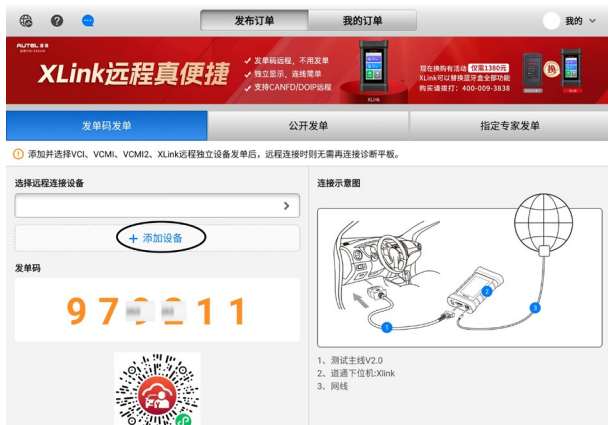 发布订单
我的订单
我的
AUTEL
XLink远程真便捷
✓ 发单码远程，不用发单
✓ 独立显示，连线简单
✓ 支持CANFD/DOIP远程
XLink
现在换购有活动 仅需1380元
XLink可以替换蓝牙盒全部功能
购买请拨打：400-009-3838
换
发单码发单
公开发单
指定专家发单
添加并选择VCI、VCMI、VCMI2、XLink远程独立设备发单后，远程连接时则无需再连接诊断平板。
选择远程连接设备
+ 添加设备
发单码
97 11
连接示意图
1
2
3
1、测试主线V2.0
2、道通下位机:Xlink
3、网线